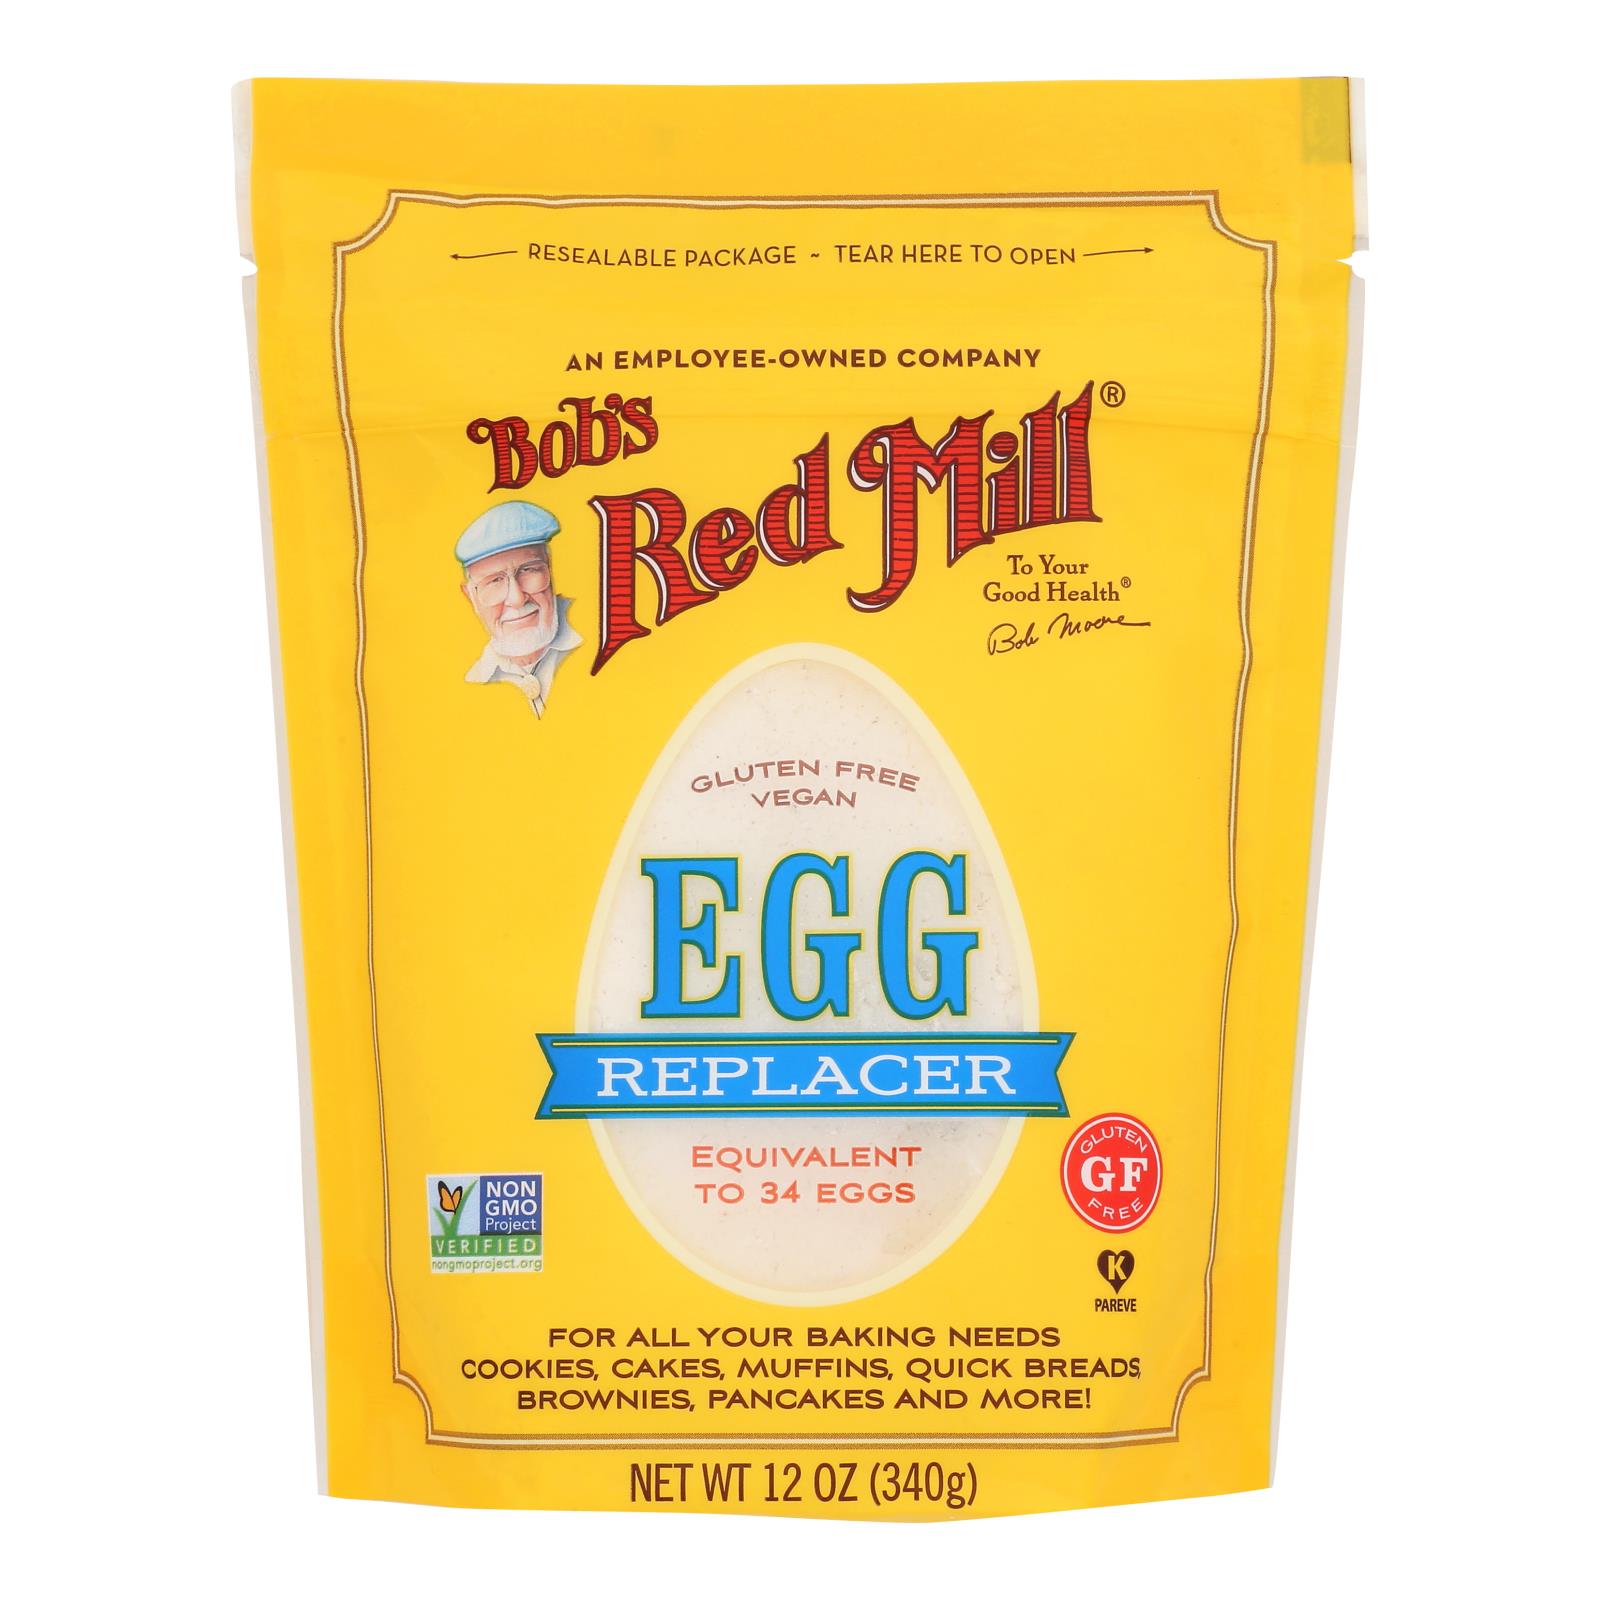 RESEALABLE PACKAGE ~ TEAR HERE TO OPEN
AN EMPLOYEE-OWNED COMPANY
Bob's
Red Mill®
To Your
Good Health®
Bob Moore
GLUTEN FREE
VEGAN
EGG
REPLACER
EQUIVALENT
TO 34 EGGS
NON
GMO
Project
VERIFIED
nongmoproject.org
GLUTEN
GF
FREE
K
PAREVE
FOR ALL YOUR BAKING NEEDS
COOKIES, CAKES, MUFFINS, QUICK BREADS,
BROWNIES, PANCAKES AND MORE!
NET WT 12 OZ (340g)